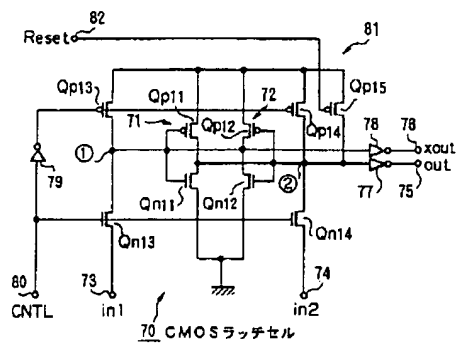 82
Reset
81
Qp13
Qp11
72
Qp15
71
Qp12
Qp14
78
78
xout
①
②
out
79
77
75
Qn11
Qn12
Qn13
Qn14
80
73
74
CNTL
in1
in2
70 CMOSラッチセル